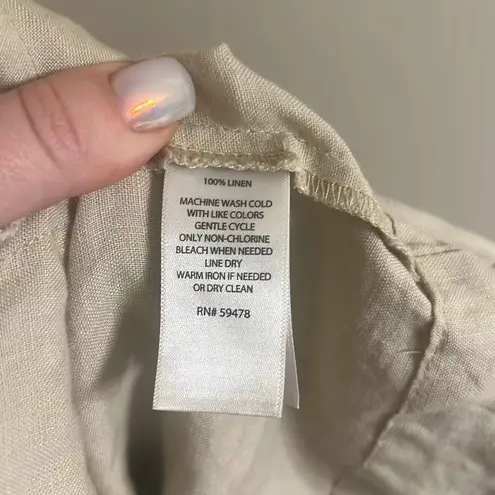 100% LINEN
MACHINE WASH COLD
WITH LIKE COLORS
GENTLE CYCLE
ONLY NON-CHLORINE
BLEACH WHEN NEEDED
LINE DRY
WARM IRON IF NEEDED
OR DRY CLEAN
RN# 59478